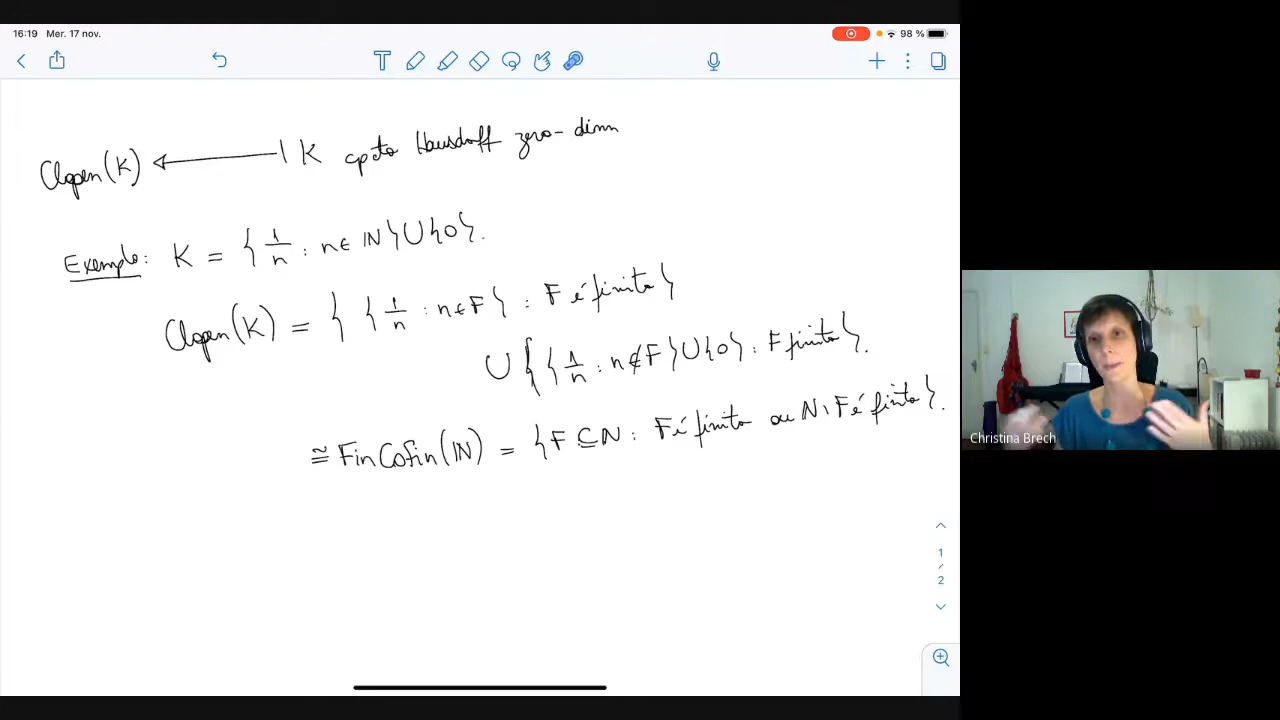 16:19 Mer. 17 nov. 98 %
Clopen(K) ⟵| K cpto Hausdorff zero-dim
Exemplo: K = { 1/n : n ∈ ℕ } ∪ {0}.
Clopen(K) = { { 1/n : n ∈ F } : F é finito }
∪ { { 1/n : n ∉ F } ∪ {0} : F finito }.
≅ FinCofin(ℕ) = { F ⊆ ℕ : F é finito ou ℕ \ F é finito }.
Christina Brech
1
/
2